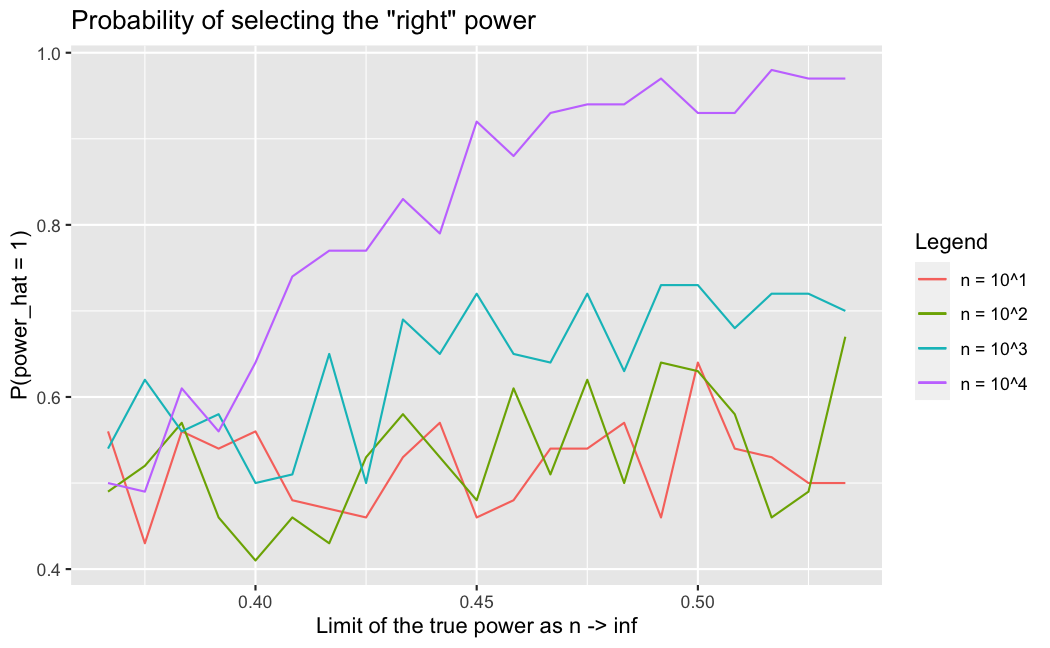 Probability of selecting the "right" power
P(power_hat = 1)
1.0
0.8
0.6
0.4
0.40
0.45
0.50
Limit of the true power as n -> inf
Legend
n = 10^1
n = 10^2
n = 10^3
n = 10^4